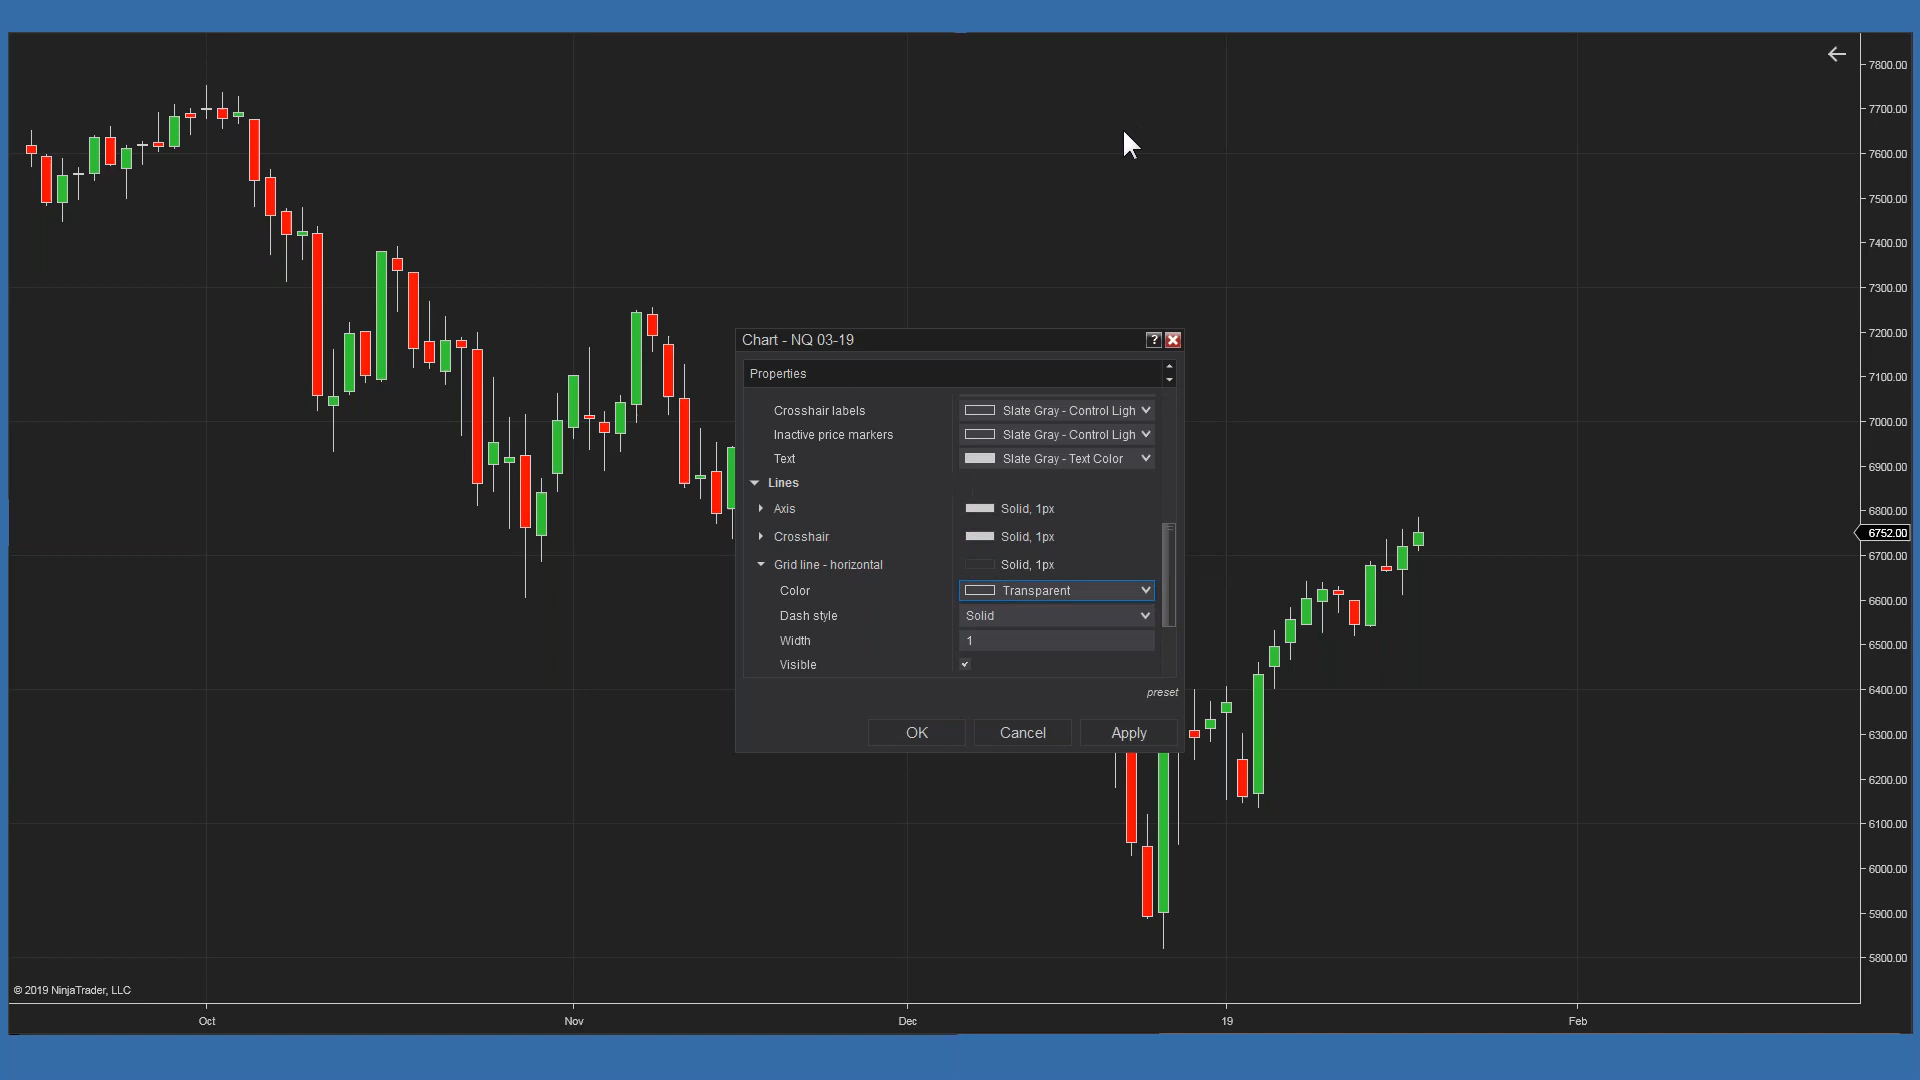 7800.00
7700.00
7600.00
7500.00
7400.00
7300.00
7200.00
7100.00
7000.00
6900.00
6800.00
6752.00
6700.00
6600.00
6500.00
6400.00
6300.00
6200.00
6100.00
6000.00
5900.00
5800.00
Chart - NQ 03-19
?
Properties
Crosshair labels Slate Gray - Control Ligh
Inactive price markers Slate Gray - Control Ligh
Text Slate Gray - Text Color
Lines
Axis Solid, 1px
Crosshair Solid, 1px
Grid line - horizontal Solid, 1px
Color Transparent
Dash style Solid
Width 1
Visible
preset
OK Cancel Apply
© 2019 NinjaTrader, LLC
Oct Nov Dec 19 Feb